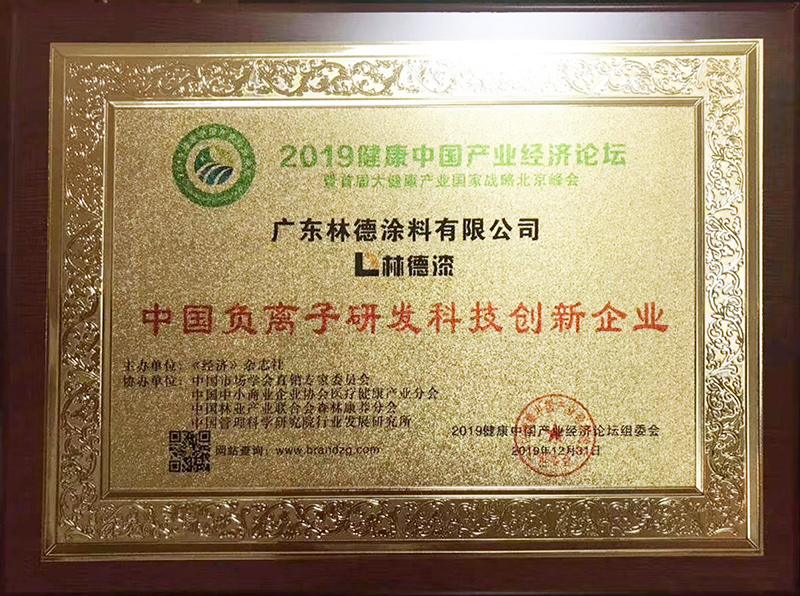 2019健康中国产业经济论坛
暨首届大健康产业国家战略北京峰会
广东林德涂料有限公司
林德漆
中国负离子研发科技创新企业
主办单位：《经济》杂志社
协办单位：中国市场学会直销专家委员会
中国中小商业企业协会医疗健康产业分会
中国林业产业联合会森林康养分会
中国管理科学研究院行业发展研究所
网站查询：www.brandzg.com
2019健康中国产业经济论坛组委会
2019年12月31日